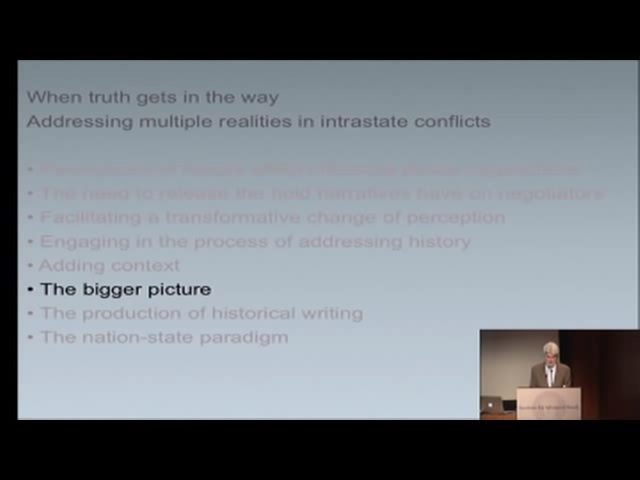 When truth gets in the way
Addressing multiple realities in intrastate conflicts
• The need to release the hold narratives have on negotiators
• Facilitating a transformative change of perception
• Engaging in the process of addressing history
• Adding context
• The bigger picture
• The production of historical writing
• The nation-state paradigm